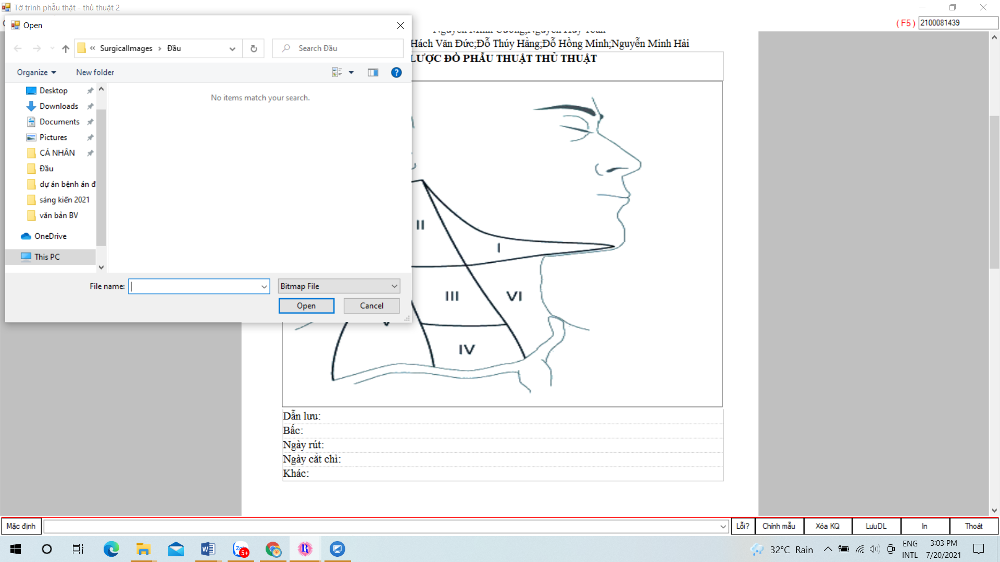 Tờ trình phẫu thật - thủ thuật 2
Open
( F5 )
2100081439
SurgicalImages
Đầu
Search Đầu
Hách Văn Đức;Đỗ Thúy Hằng;Đỗ Hồng Minh;Nguyễn Minh Hải
LƯỢC ĐỒ PHẪU THUẬT THỦ THUẬT
Organize
New folder
No items match your search.
Desktop
Downloads
Documents
Pictures
CÁ NHÂN
Đầu
dự án bệnh án đ
sáng kiến 2021
văn bản BV
OneDrive
This PC
File name:
Bitmap File
Open
Cancel
II
I
III
VI
IV
Dẫn lưu:
Bấc:
Ngày rút:
Ngày cắt chỉ:
Khác:
Mặc định
Lỗi?
Chỉnh mẫu
Xóa KQ
LưuDL
In
Thoát
5+
32°C Rain
ENG
INTL
3:03 PM
7/20/2021